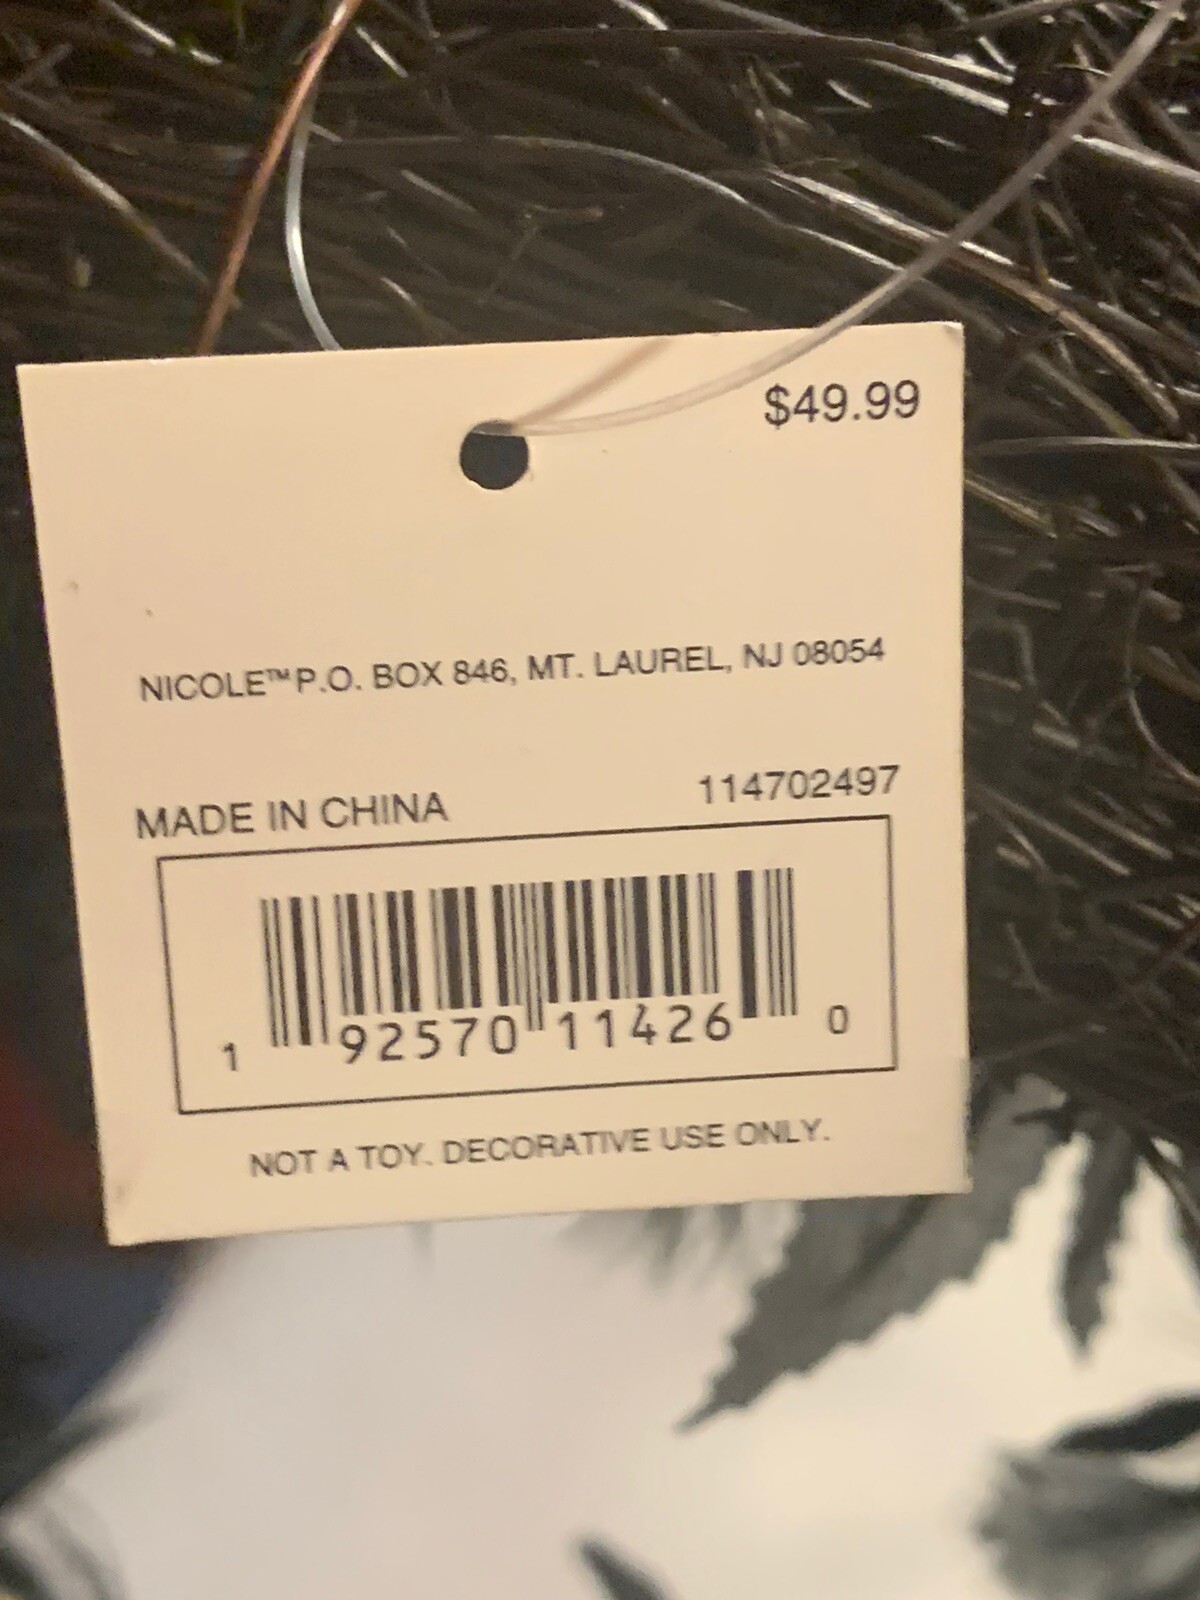 $49.99
NICOLE™ P.O. BOX 846, MT. LAUREL, NJ 08054
MADE IN CHINA 114702497
1 92570 11426 0
NOT A TOY. DECORATIVE USE ONLY.